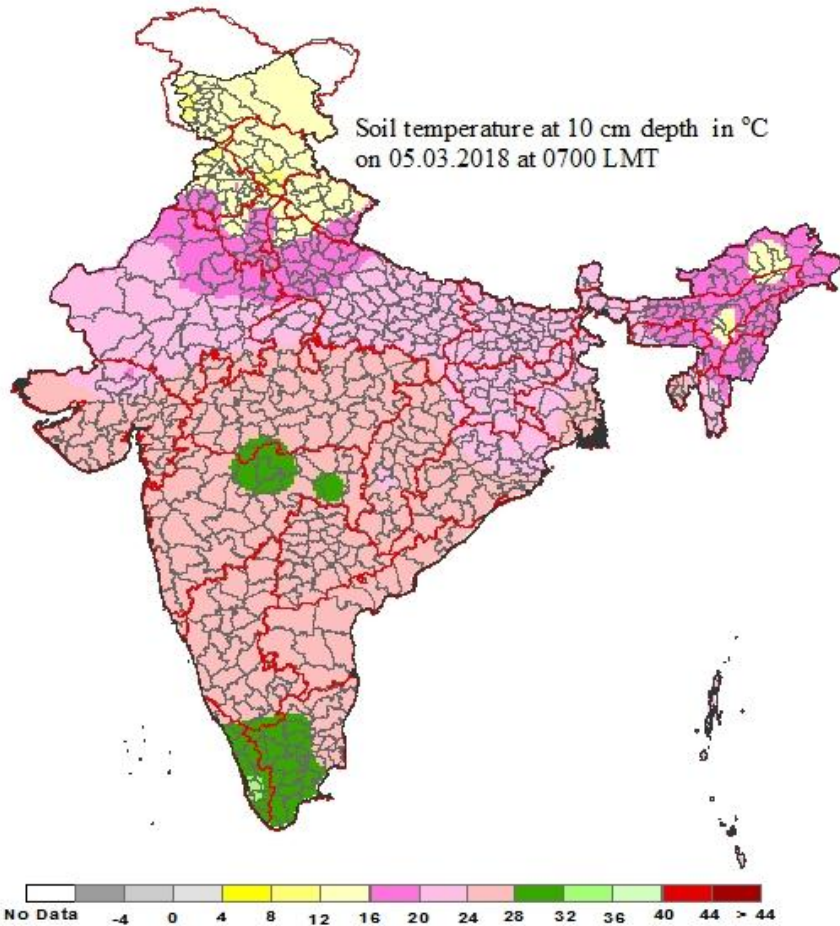 Soil temperature at 10 cm depth in °C
on 05.03.2018 at 0700 LMT
No Data -4 0 4 8 12 16 20 24 28 32 36 40 44 > 44